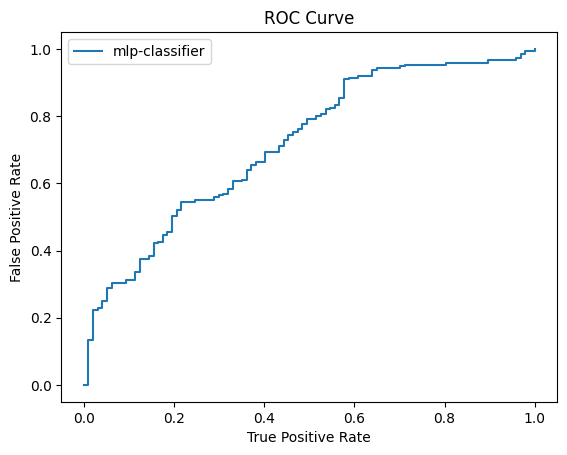 ROC Curve
mlp-classifier
1.0
0.8
0.6
0.4
0.2
0.0
False Positive Rate
0.0 0.2 0.4 0.6 0.8 1.0
True Positive Rate